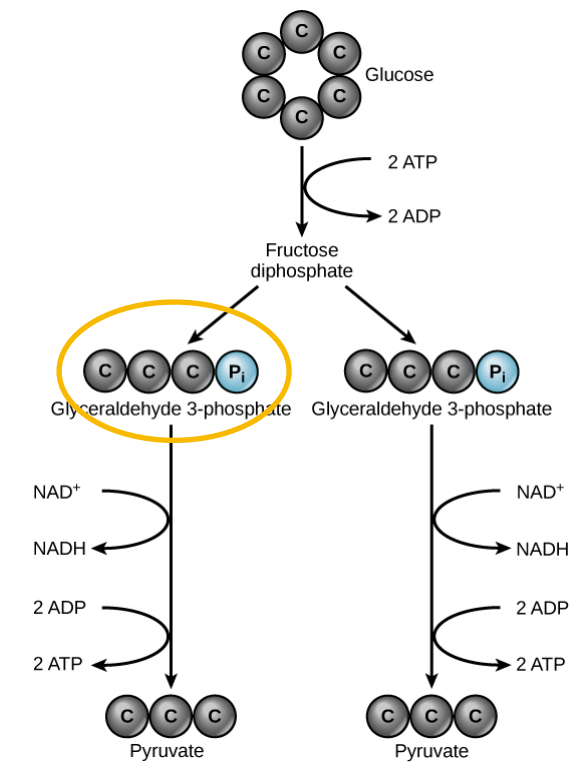 C
C
C
C
C
C
Glucose
2 ATP
2 ADP
Fructose
diphosphate
C C C Pi
C C C Pi
Glyceraldehyde 3-phosphate
Glyceraldehyde 3-phosphate
NAD+
NAD+
NADH
NADH
2 ADP
2 ADP
2 ATP
2 ATP
C C C
C C C
Pyruvate
Pyruvate